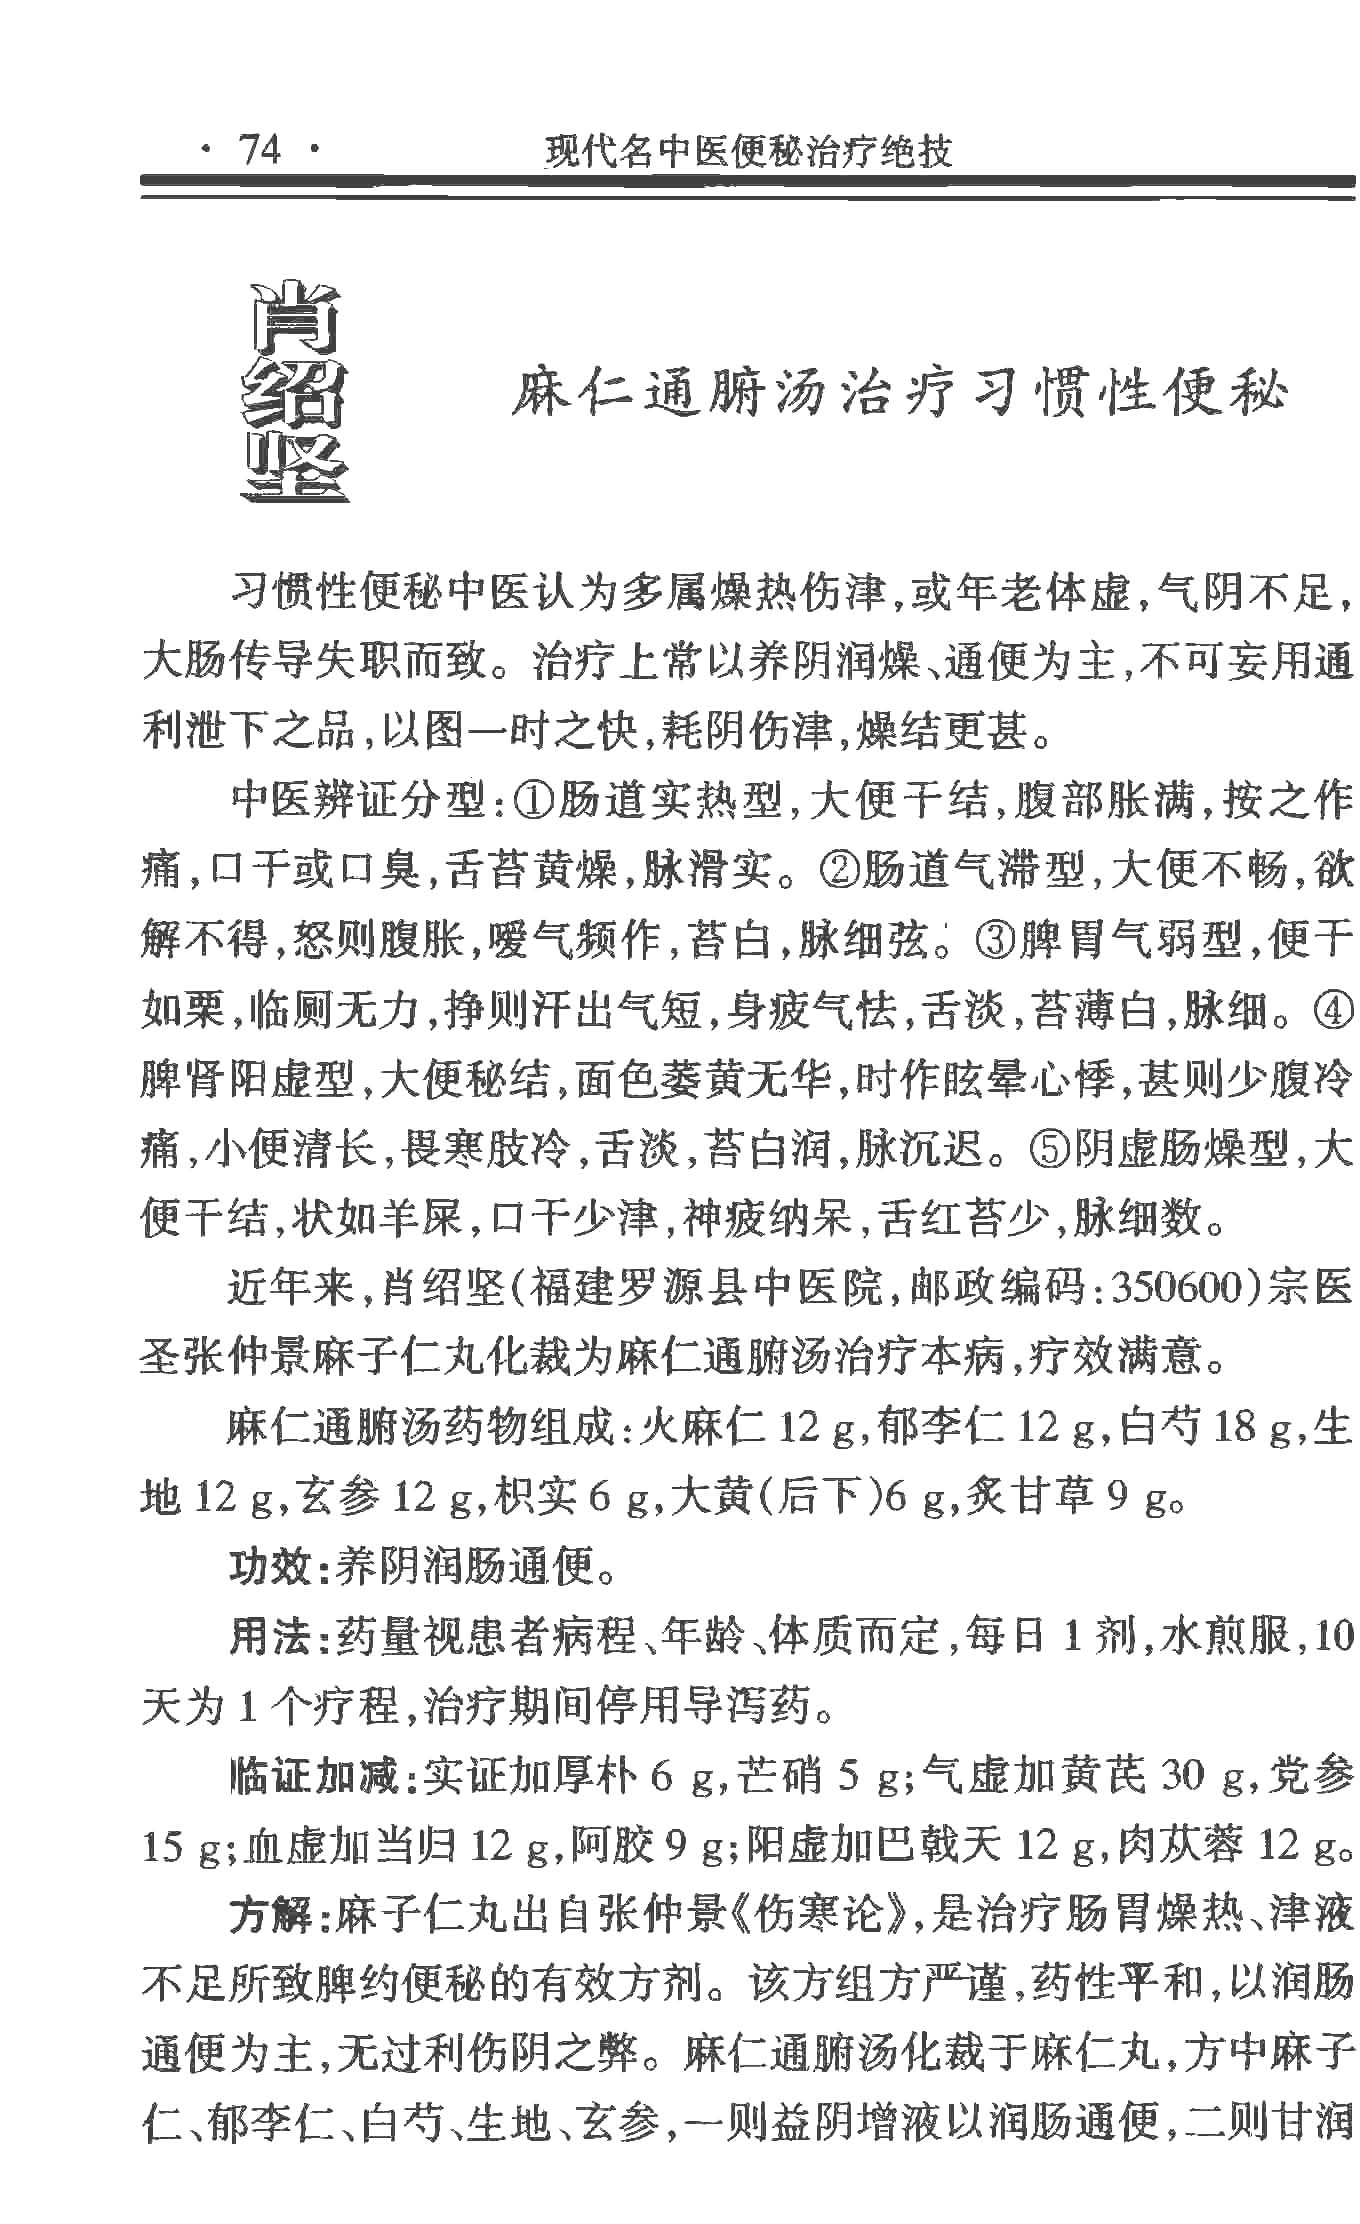 · 74 ·
现代名中医便秘治疗绝技
肖绍坚
麻仁通腑汤治疗习惯性便秘
习惯性便秘中医认为多属燥热伤津,或年老体虚,气阴不足,
大肠传导失职而致。治疗上常以养阴润燥、通便为主,不可妄用通
利泄下之品,以图一时之快,耗阴伤津,燥结更甚。
中医辨证分型:①肠道实热型,大便干结,腹部胀满,按之作
痛,口干或口臭,舌苔黄燥,脉滑实。②肠道气滞型,大便不畅,欲
解不得,怒则腹胀,嗳气频作,苔白,脉细弦。③脾胃气弱型,便干
如栗,临厕无力,挣则汗出气短,身疲气怯,舌淡,苔薄白,脉细。④
脾肾阳虚型,大便秘结,面色萎黄无华,时作眩晕心悸,甚则少腹冷
痛,小便清长,畏寒肢冷,舌淡,苔白润,脉沉迟。⑤阴虚肠燥型,大
便干结,状如羊屎,口干少津,神疲纳呆,舌红苔少,脉细数。
近年来,肖绍坚(福建罗源县中医院,邮政编码:350600)宗医
圣张仲景麻子仁丸化裁为麻仁通腑汤治疗本病,疗效满意。
麻仁通腑汤药物组成:火麻仁 12 g,郁李仁 12 g,白芍 18 g,生
地 12 g,玄参 12 g,枳实 6 g,大黄(后下)6 g,炙甘草 9 g。
功效:养阴润肠通便。
用法:药量视患者病程、年龄、体质而定,每日 1 剂,水煎服,10
天为 1 个疗程,治疗期间停用导泻药。
临证加减:实证加厚朴 6 g,芒硝 5 g;气虚加黄芪 30 g,党参
15 g;血虚加当归 12 g,阿胶 9 g;阳虚加巴戟天 12 g,肉苁蓉 12 g。
方解:麻子仁丸出自张仲景《伤寒论》,是治疗肠胃燥热、津液
不足所致脾约便秘的有效方剂。该方组方严谨,药性平和,以润肠
通便为主,无过利伤阴之弊。麻仁通腑汤化裁于麻仁丸,方中麻子
仁、郁李仁、白芍、生地、玄参,一则益阴增液以润肠通便,二则甘润